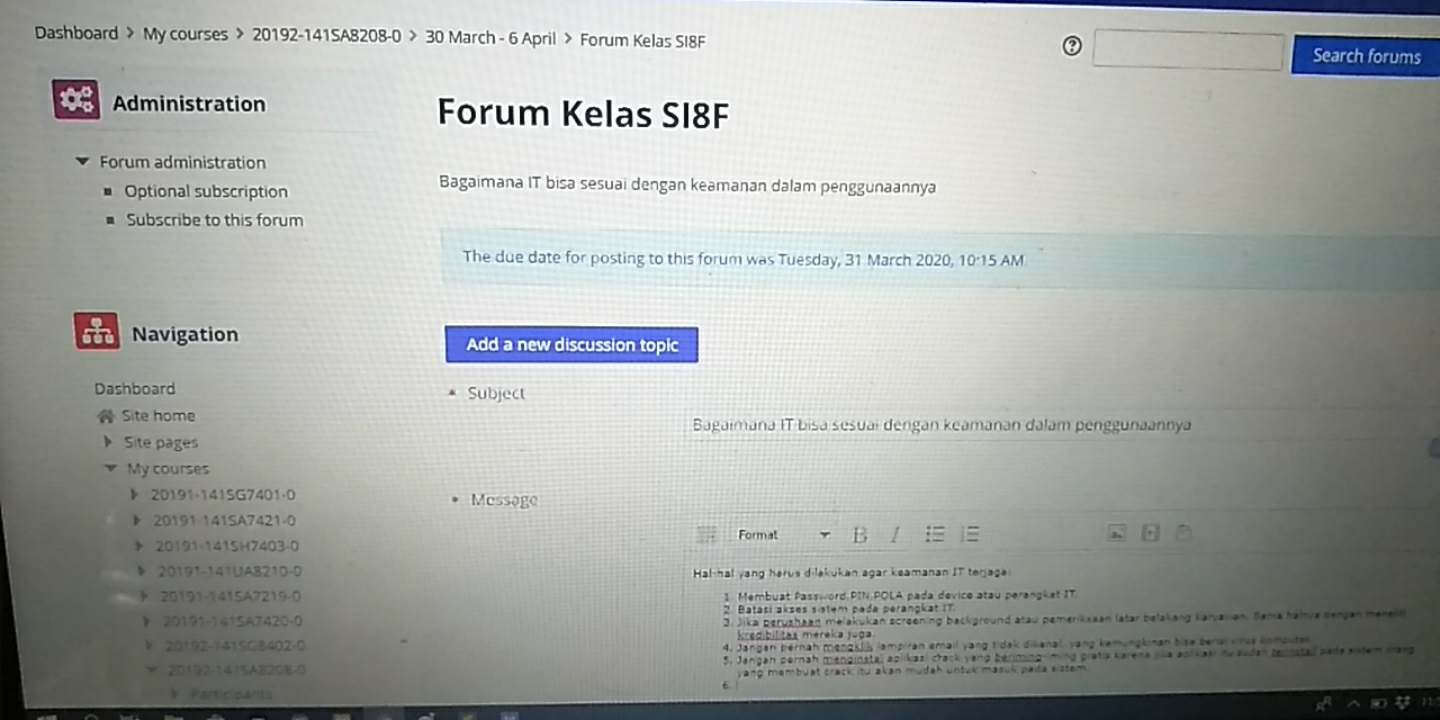 Dashboard > My courses > 20192-141SA8208-0 > 30 March - 6 April > Forum Kelas SI8F
Search forums
Administration
Forum administration
Optional subscription
Subscribe to this forum
Forum Kelas SI8F
Bagaimana IT bisa sesuai dengan keamanan dalam penggunaannya
The due date for posting to this forum was Tuesday, 31 March 2020, 10:15 AM
Add a new discussion topic
Navigation
Dashboard
Site home
Site pages
My courses
20191-141SG7401-0
20191-141SA7421-0
20191-141SH7403-0
20191-141UA8210-0
20191-141SA7219-0
20191-141SA7420-0
20192-141SG8402-0
20192-141SA8208-0
Participants
* Subject
Bagaimana IT bisa sesuai dengan keamanan dalam penggunaannya
* Message
Format
B I
Hal-hal yang harus dilakukan agar keamanan IT terjaga:
1. Membuat Password,PIN,POLA pada device atau perangkat IT.
2. Batasi akses sistem pada perangkat IT.
3. Jika perushaan melakukan screening background atau pemeriksaan latar belakang karyawan. Sama halnya dengan meneliti
kredibilitas mereka juga.
4. Jangan pernah mengklik lampiran email yang tidak dikenal, yang kemungkinan bisa berisi virus komputer.
5. Jangan pernah menginstal aplikasi crack yang beriming-iming gratis karena jika aplikasi itu sudah terinstal pada sistem orang
yang membuat crack itu akan mudah untuk masuk pada sistem.
6.